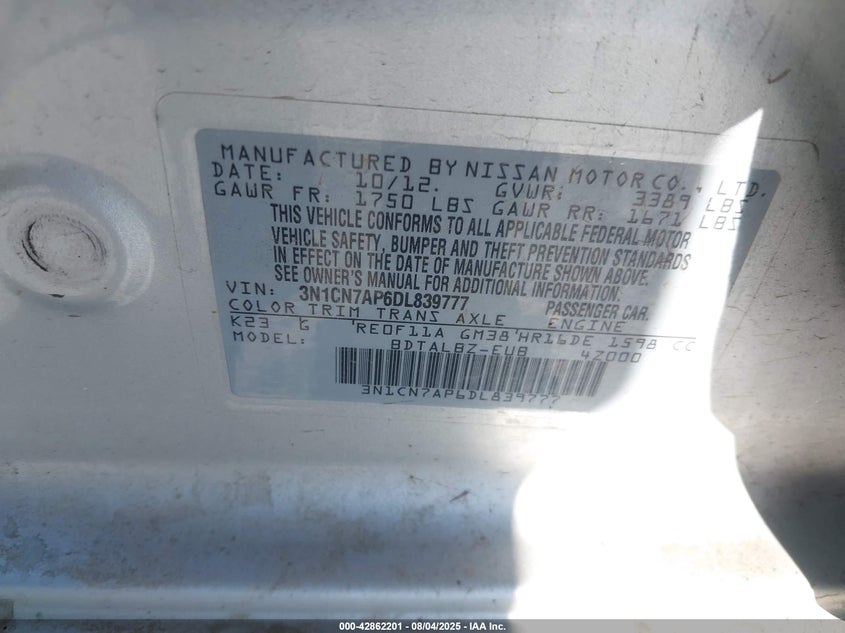 MANUFACTURED BY NISSAN MOTOR CO., LTD.
DATE: 10/12. GVWR: 3389 LBS
GAWR FR: 1750 LBS GAWR RR: 1671 LBS
THIS VEHICLE CONFORMS TO ALL APPLICABLE FEDERAL MOTOR
VEHICLE SAFETY, BUMPER AND THEFT PREVENTION STANDARDS
IN EFFECT ON THE DATE OF MANUFACTURE SHOWN ABOVE.
SEE OWNER'S MANUAL FOR ADDITIONAL INFORMATION.
VIN: 3N1CN7AP6DL839777 PASSENGER CAR.
COLOR TRIM TRANS AXLE ENGINE
K23 G RE0F11A GM38 HR16DE 1598 CC
MODEL: BDTALBZ-EUB 4Z000
3N1CN7AP6DL839777
000-42862201 - 08/04/2025 - IAA Inc.